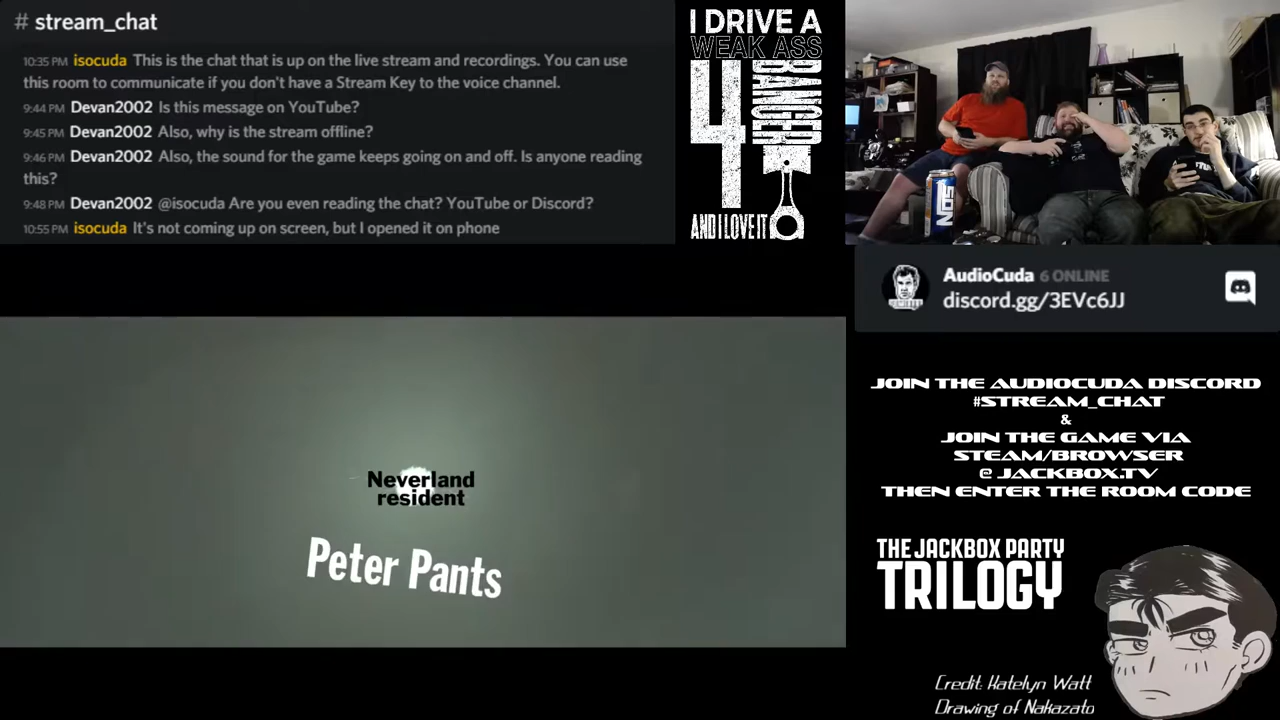 # stream_chat
10:35 PM isocuda This is the chat that is up on the live stream and recordings. You can use
this room communicate if you don't have a Stream Key to the voice channel.
9:44 PM Devan2002 Is this message on YouTube?
9:45 PM Devan2002 Also, why is the stream offline?
9:46 PM Devan2002 Also, the sound for the game keeps going on and off. Is anyone reading
this?
9:48 PM Devan2002 @isocuda Are you even reading the chat? YouTube or Discord?
10:55 PM isocuda It's not coming up on screen, but I opened it on phone
I DRIVE A
WEAK ASS
4
BANGER
BANGER
AND I LOVE IT
NOS
AudioCuda 6 ONLINE
discord.gg/3EVc6JJ
Neverland
resident
Peter Pants
JOIN THE AUDIOCUDA DISCORD
#STREAM_CHAT
&
JOIN THE GAME VIA
STEAM/BROWSER
@ JACKBOX.TV
THEN ENTER THE ROOM CODE
THE JACKBOX PARTY
TRILOGY
Credit: Katelyn Watt
Drawing of Nakazato